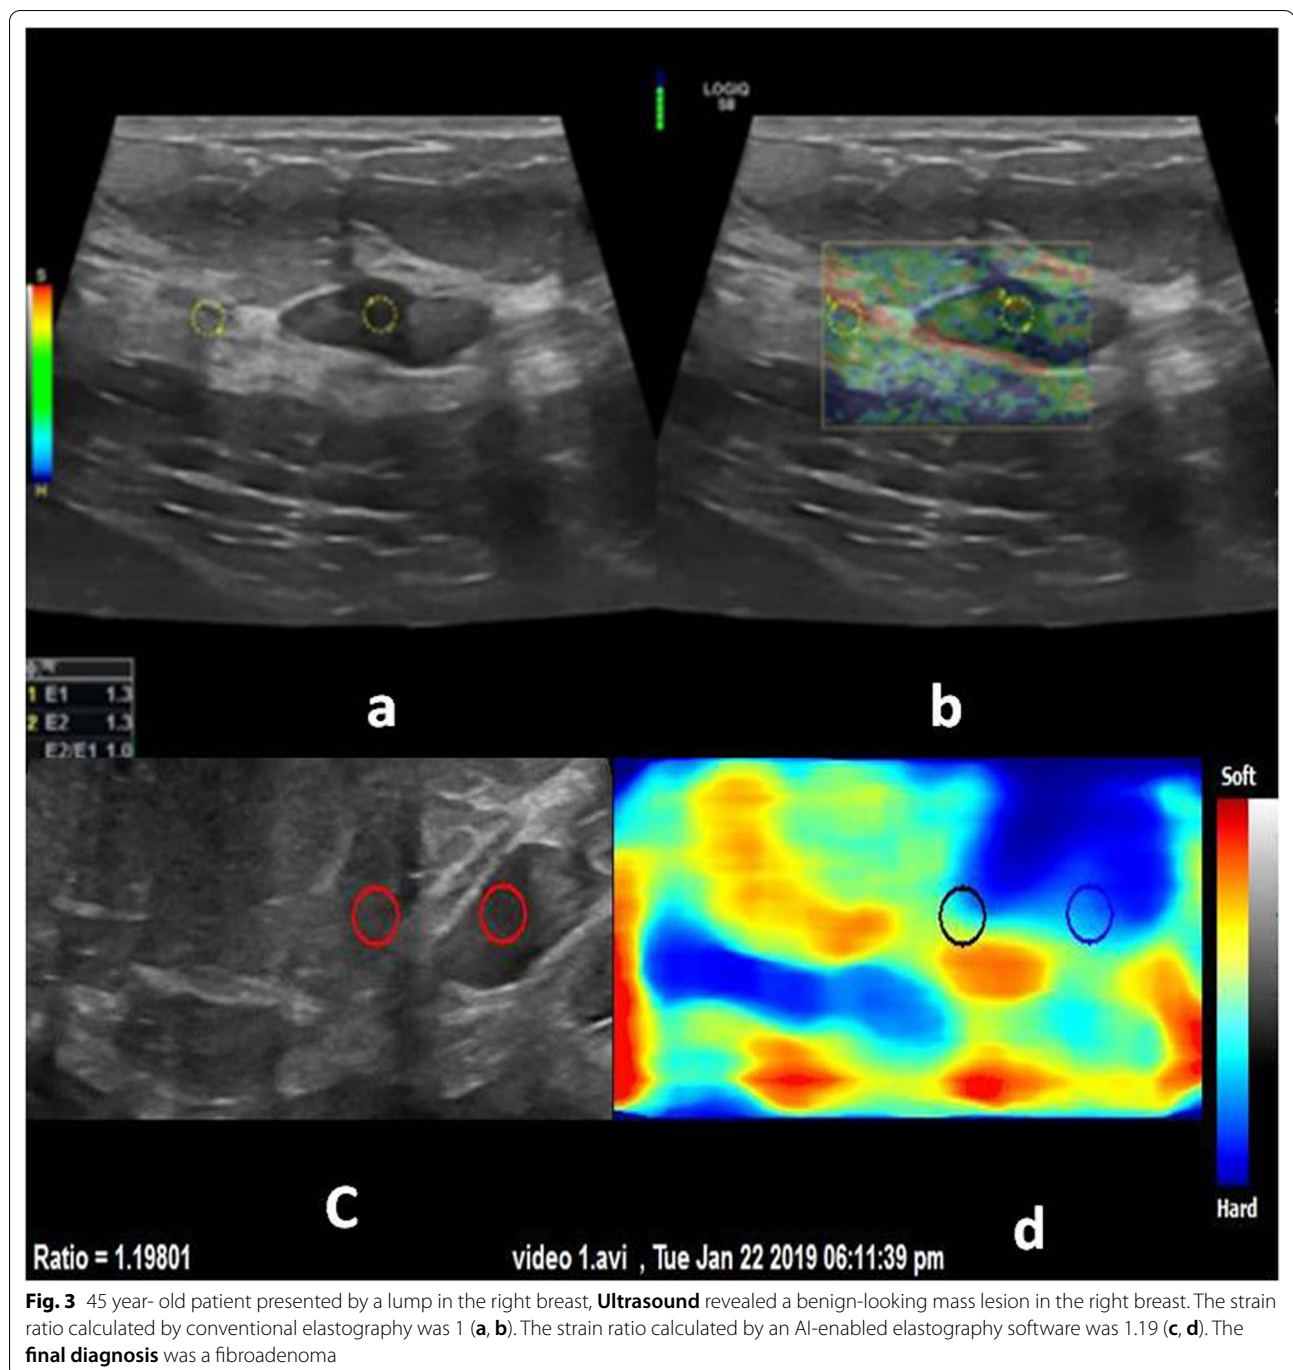 LOGIQ
S8
S
H
1 E1 1.3
2 E2 1.3
E2/E1 1.0
a
b
Soft
Hard
C
d
Ratio = 1.19801
video 1.avi , Tue Jan 22 2019 06:11:39 pm
Fig. 3 45 year- old patient presented by a lump in the right breast, Ultrasound revealed a benign-looking mass lesion in the right breast. The strain
ratio calculated by conventional elastography was 1 (a, b). The strain ratio calculated by an AI-enabled elastography software was 1.19 (c, d). The
final diagnosis was a fibroadenoma